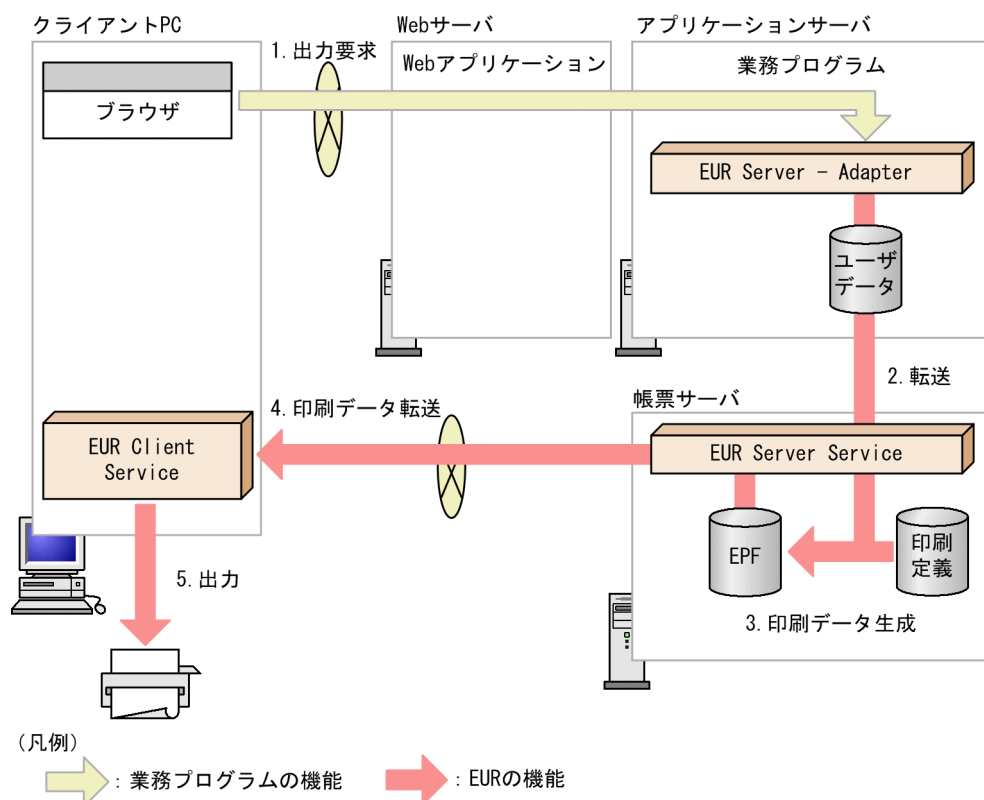 クライアントPC
Webサーバ
アプリケーションサーバ
1.出力要求
Webアプリケーション
業務プログラム
ブラウザ
EUR Server － Adapter
ユーザ
データ
2.転送
帳票サーバ
4.印刷データ転送
EUR Client
Service
EUR Server Service
EPF
印刷
定義
5.出力
3.印刷データ生成
(凡例)
：業務プログラムの機能
：EURの機能